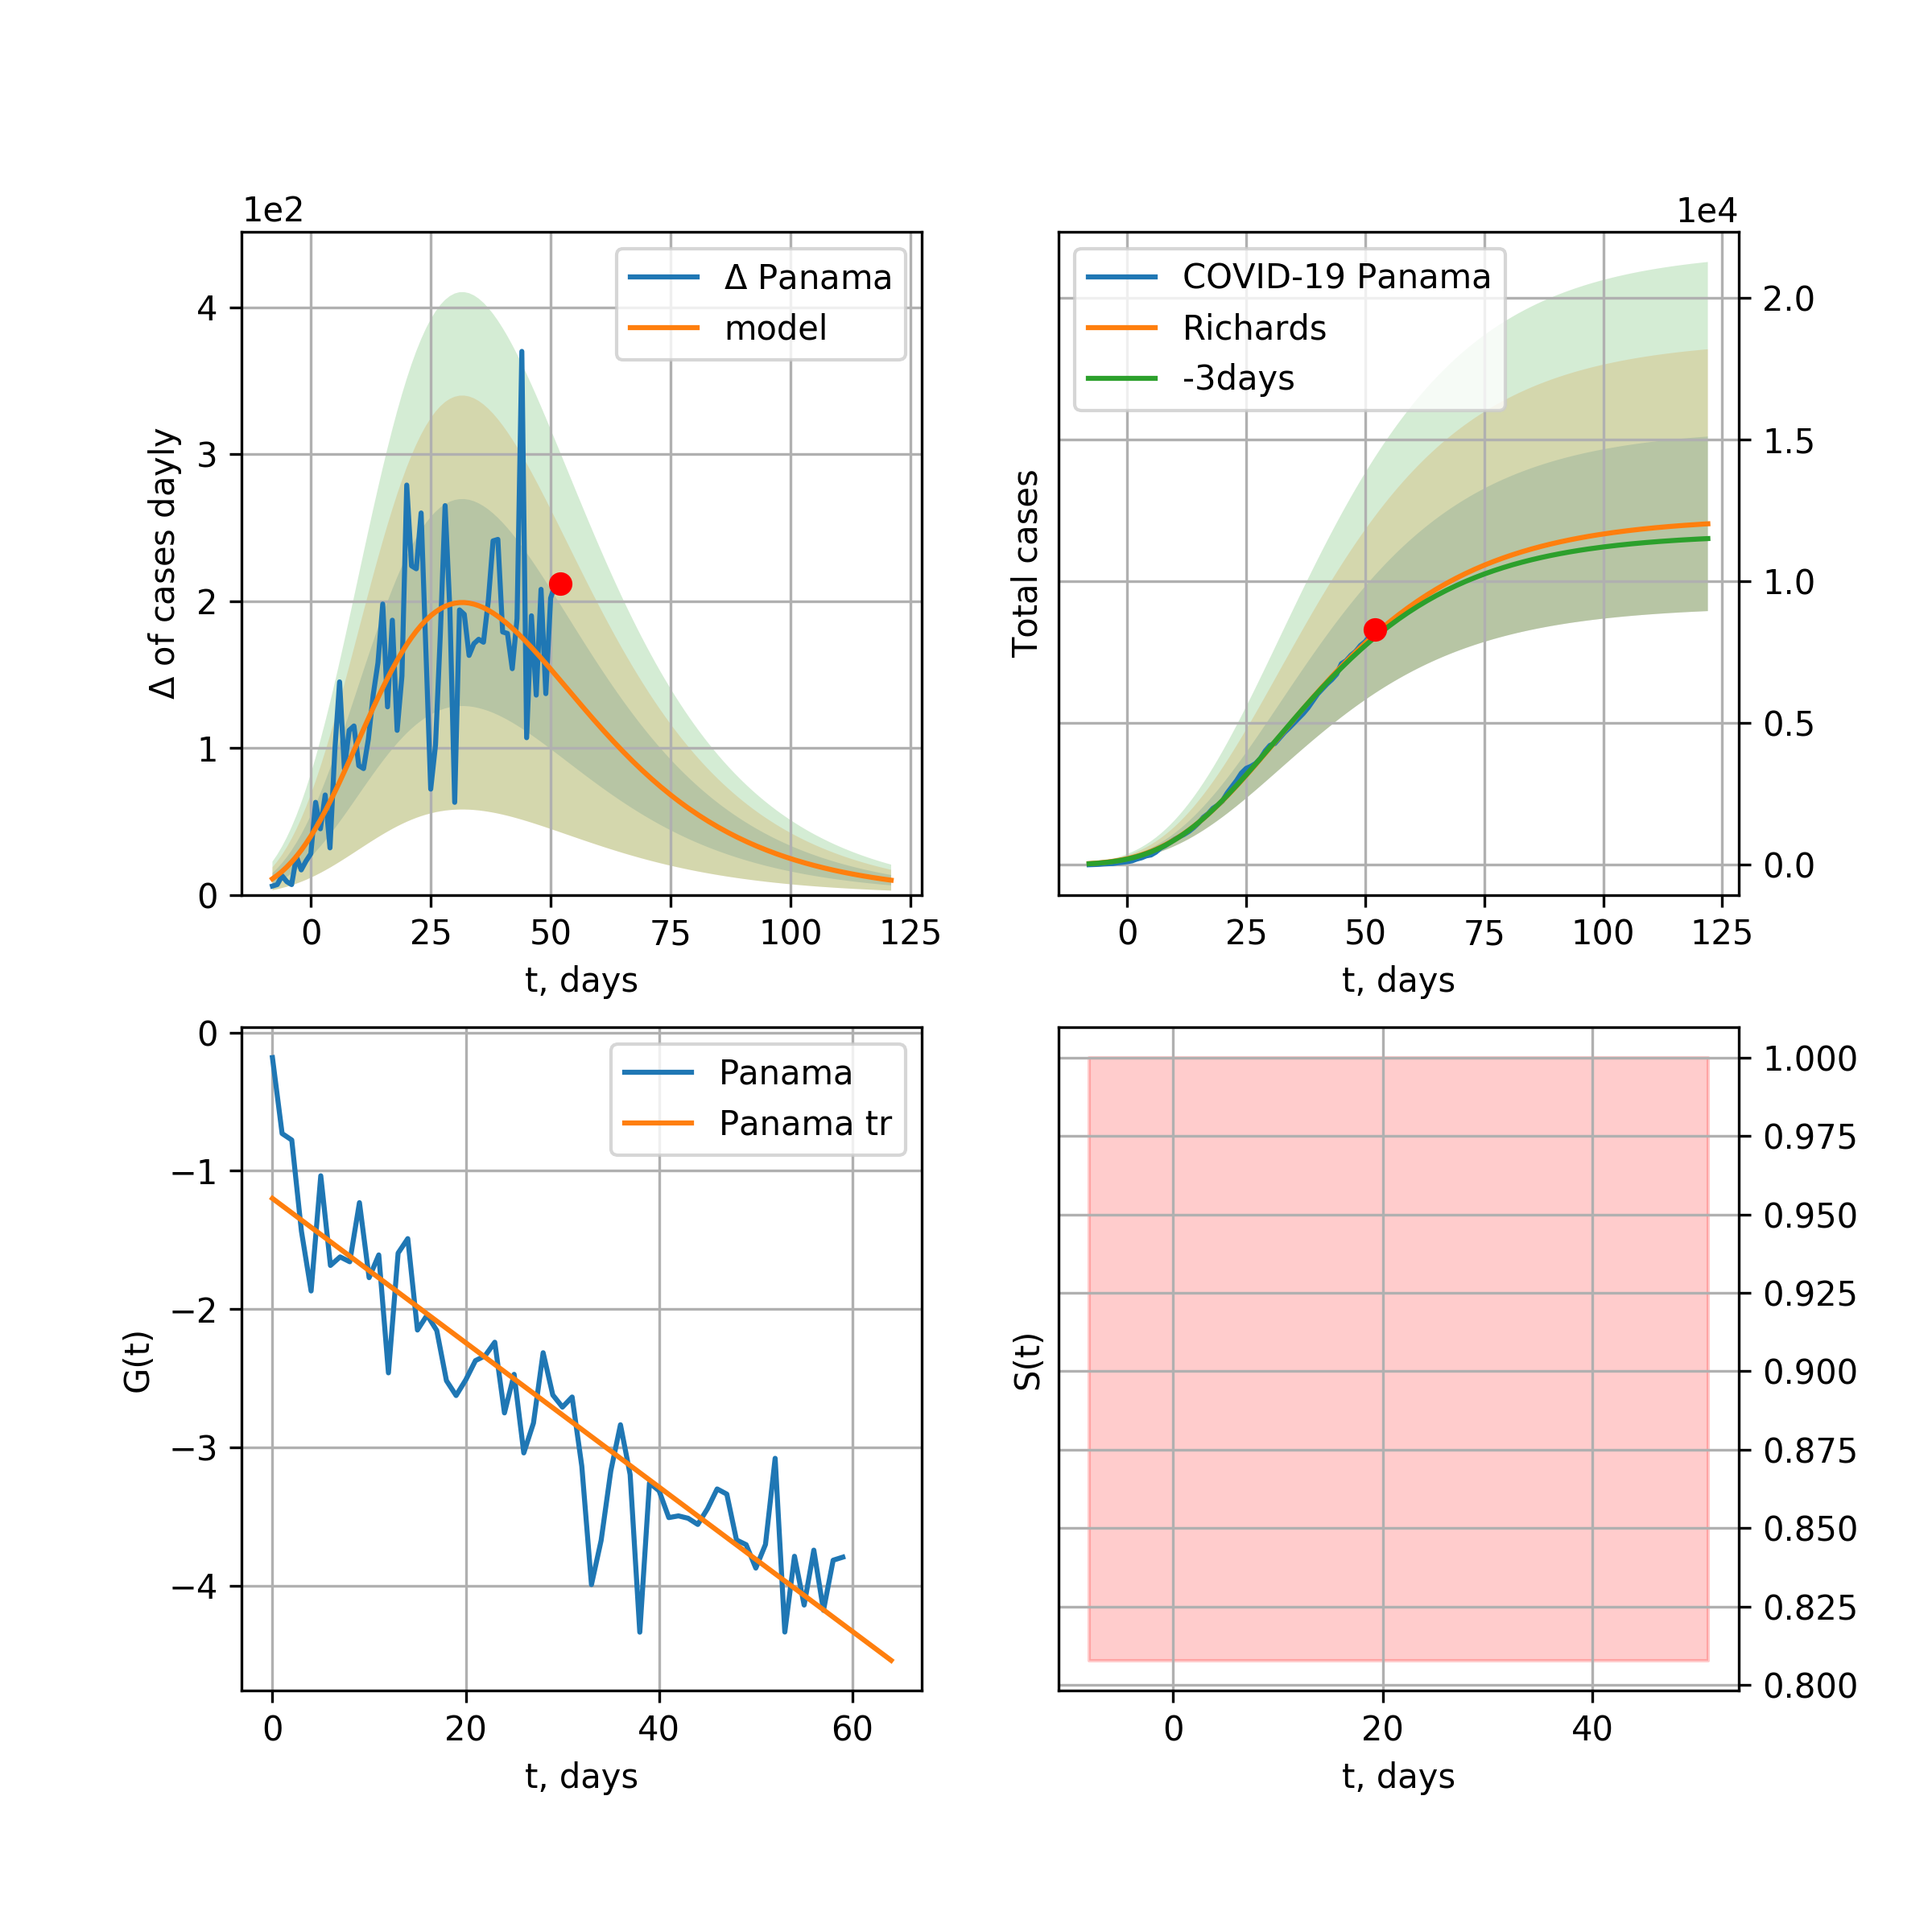 1e2
Δ of cases dayly
4
3
2
1
0
0 25 50 75 100 125
t, days
Δ Panama
model
1e4
Total cases
2.0
1.5
1.0
0.5
0.0
0 25 50 75 100 125
t, days
COVID-19 Panama
Richards
-3days
G(t)
0
−1
−2
−3
−4
0 20 40 60
t, days
Panama
Panama tr
S(t)
1.000
0.975
0.950
0.925
0.900
0.875
0.850
0.825
0.800
0 20 40
t, days